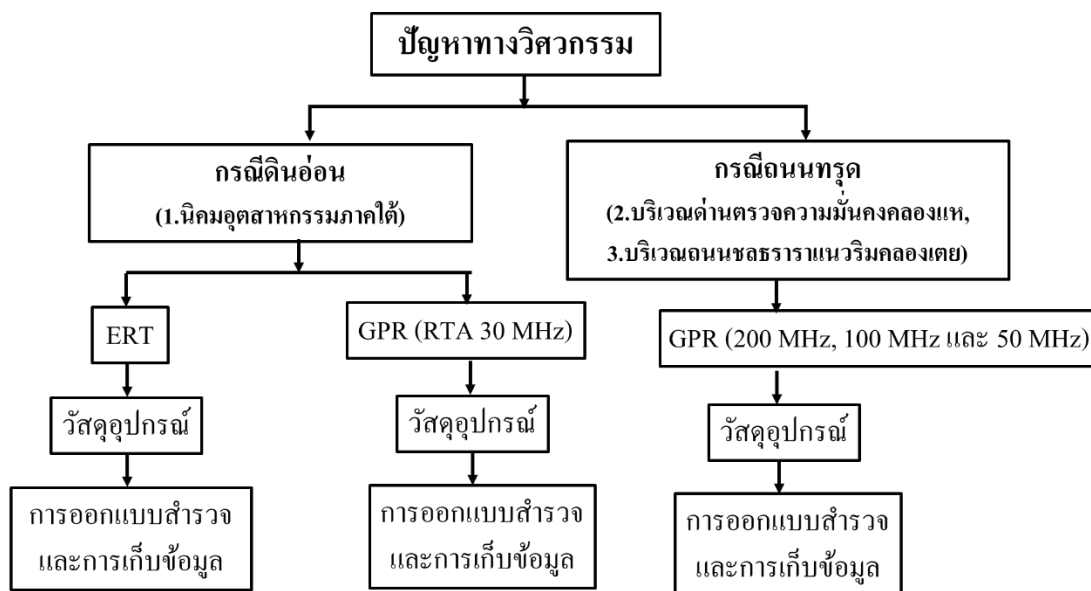 ปัญหาทางวิศวกรรม
กรณีดินอ่อน
(1.นิคมอุตสาหกรรมภาคใต้)
กรณีถนนทรุด
(2.บริเวณด่านตรวจความมั่นคงคลองแห,
3.บริเวณถนนชลธราราแนวริมคลองเตย)
ERT
GPR (RTA 30 MHz)
GPR (200 MHz, 100 MHz และ 50 MHz)
วัสดุอุปกรณ์
วัสดุอุปกรณ์
วัสดุอุปกรณ์
การออกแบบสำรวจ
และการเก็บข้อมูล
การออกแบบสำรวจ
และการเก็บข้อมูล
การออกแบบสำรวจ
และการเก็บข้อมูล